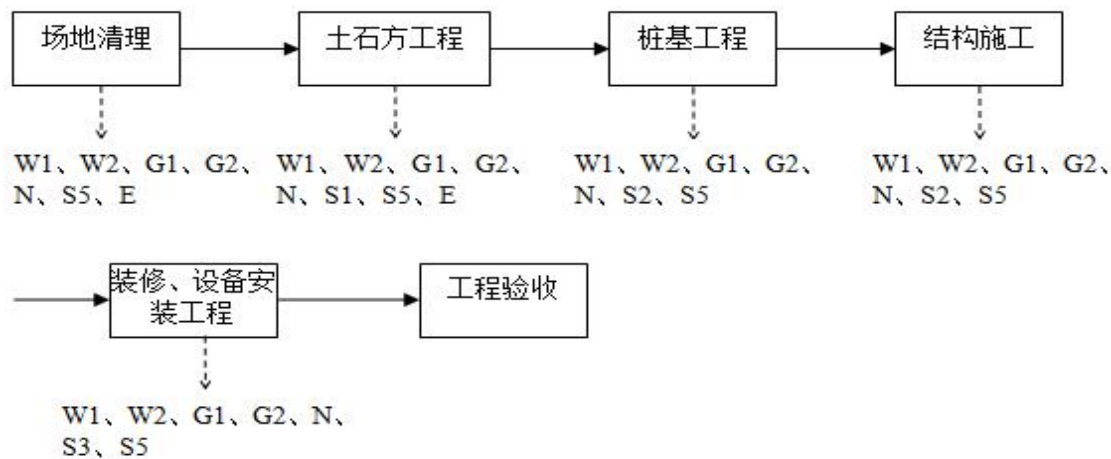 场地清理
土石方工程
桩基工程
结构施工
W1、W2、G1、G2、
N、S5、E
W1、W2、G1、G2、
N、S1、S5、E
W1、W2、G1、G2、
N、S2、S5
W1、W2、G1、G2、
N、S2、S5
装修、设备安
装工程
工程验收
W1、W2、G1、G2、N、
S3、S5